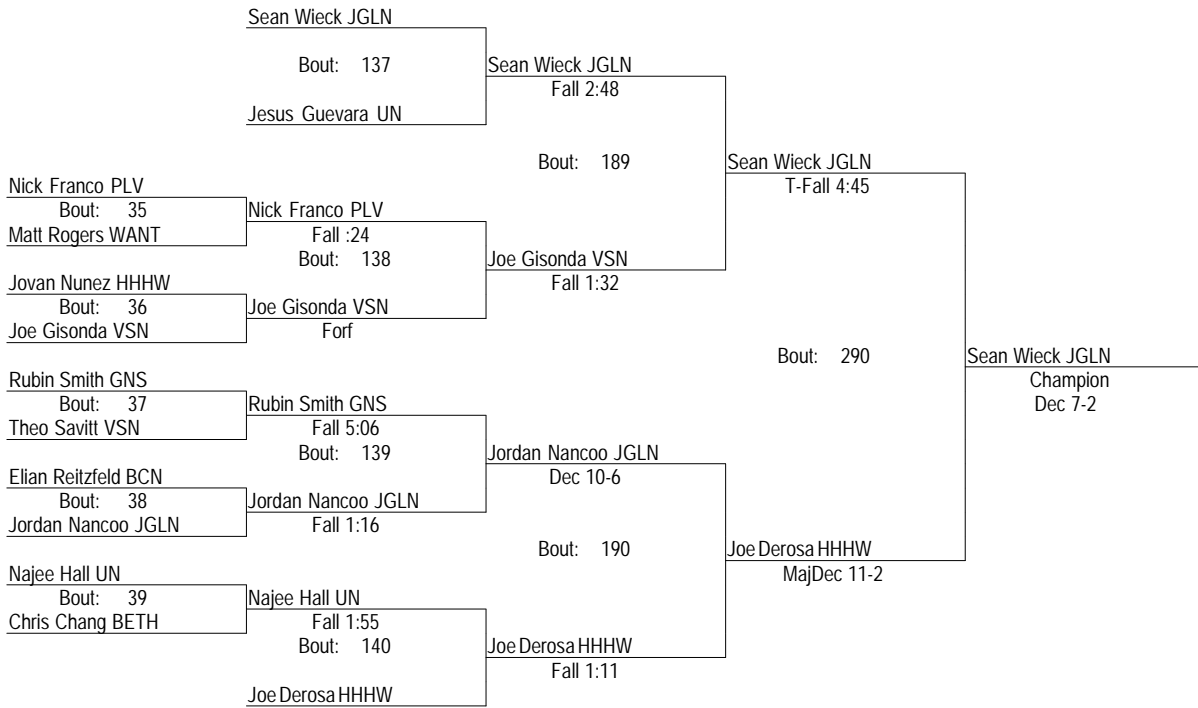 Sean Wieck JGLN
Bout: 137
Sean Wieck JGLN
Fall 2:48
Jesus Guevara UN
Bout: 189
Sean Wieck JGLN
T-Fall 4:45
Nick Franco PLV
Bout: 35
Nick Franco PLV
Matt Rogers WANT
Fall :24
Bout: 138
Joe Gisonda VSN
Fall 1:32
Jovan Nunez HHHW
Bout: 36
Joe Gisonda VSN
Joe Gisonda VSN
Forf
Bout: 290
Sean Wieck JGLN
Champion
Dec 7-2
Rubin Smith GNS
Bout: 37
Rubin Smith GNS
Theo Savitt VSN
Fall 5:06
Bout: 139
Jordan Nancoo JGLN
Dec 10-6
Elian Reitzfeld BCN
Bout: 38
Jordan Nancoo JGLN
Jordan Nancoo JGLN
Fall 1:16
Bout: 190
Joe Derosa HHHW
MajDec 11-2
Najee Hall UN
Bout: 39
Najee Hall UN
Chris Chang BETH
Fall 1:55
Bout: 140
Joe Derosa HHHW
Fall 1:11
Joe Derosa HHHW